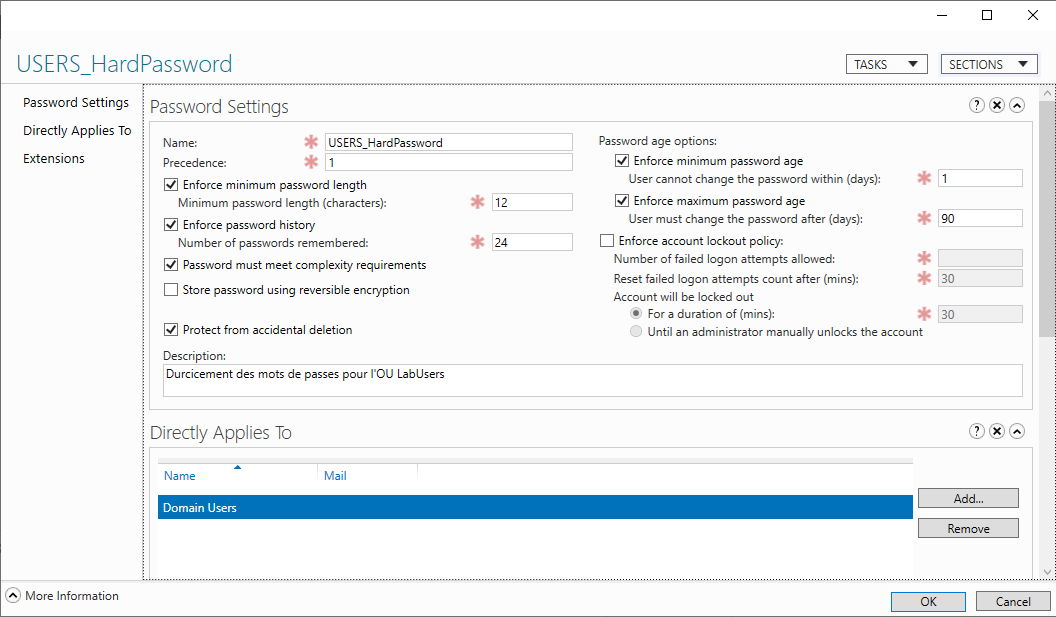 USERS_HardPassword
TASKS
SECTIONS
Password Settings
Directly Applies To
Extensions
Password Settings
Name: USERS_HardPassword
Precedence: 1
Enforce minimum password length
Minimum password length (characters): 12
Enforce password history
Number of passwords remembered: 24
Password must meet complexity requirements
Store password using reversible encryption
Protect from accidental deletion
Password age options:
Enforce minimum password age
User cannot change the password within (days): 1
Enforce maximum password age
User must change the password after (days): 90
Enforce account lockout policy:
Number of failed logon attempts allowed:
Reset failed logon attempts count after (mins): 30
Account will be locked out
For a duration of (mins): 30
Until an administrator manually unlocks the account
Description:
Durcicement des mots de passes pour l'OU LabUsers
Directly Applies To
Name Mail
Domain Users
Add...
Remove
More Information
OK Cancel